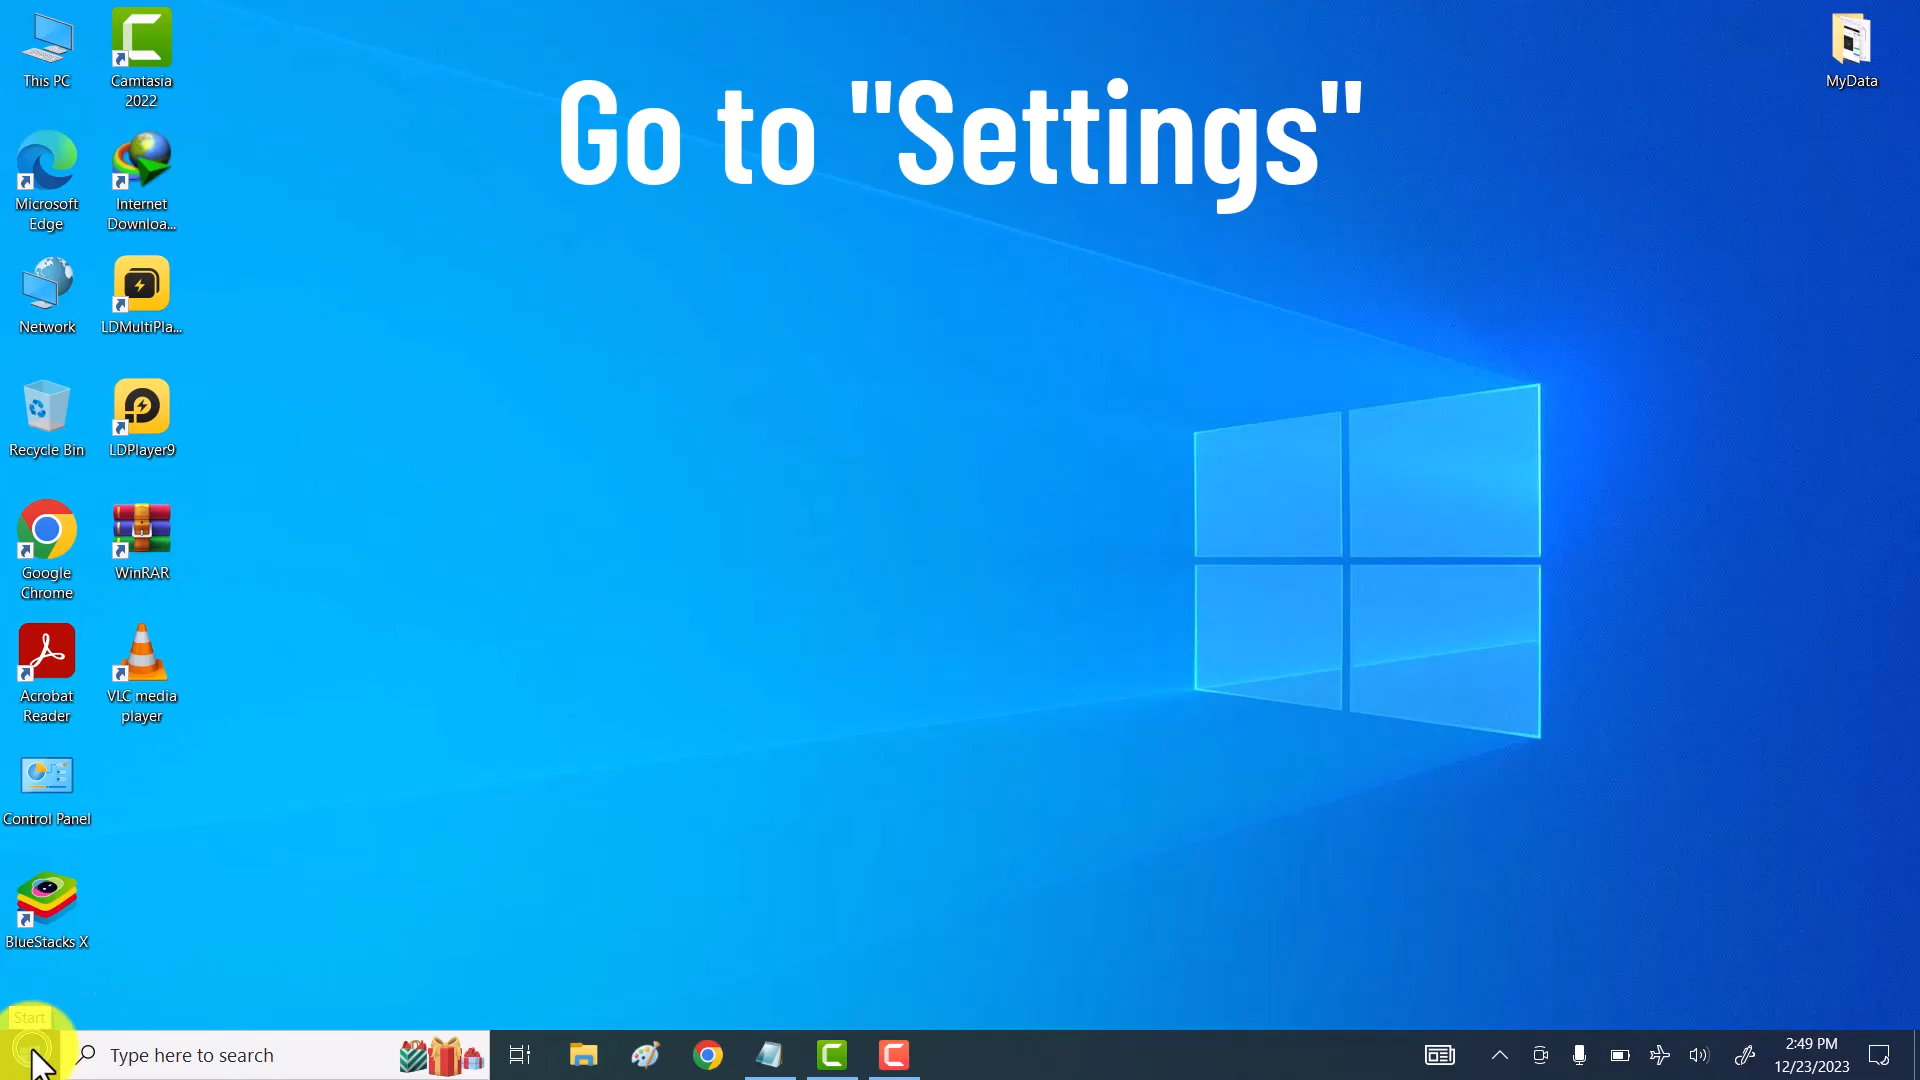 Go to "Settings"
This PC
Camtasia
2022
MyData
Microsoft
Edge
Internet
Downloa...
Network
LDMultiPla...
Recycle Bin
LDPlayer9
Google
Chrome
WinRAR
Acrobat
Reader
VLC media
player
Control Panel
BlueStacks X
Start
Type here to search
2:49 PM
12/23/2023